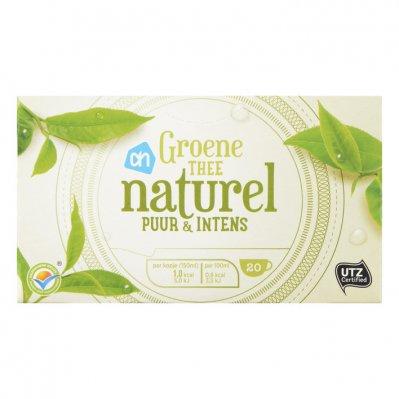 ah
Groene
THEE
naturel
PUUR & INTENS
per kopje (150ml)
1,0 kcal
5,0 kJ
per 100ml
0,6 kcal
3,5 kJ
20
®
UTZ
Certified